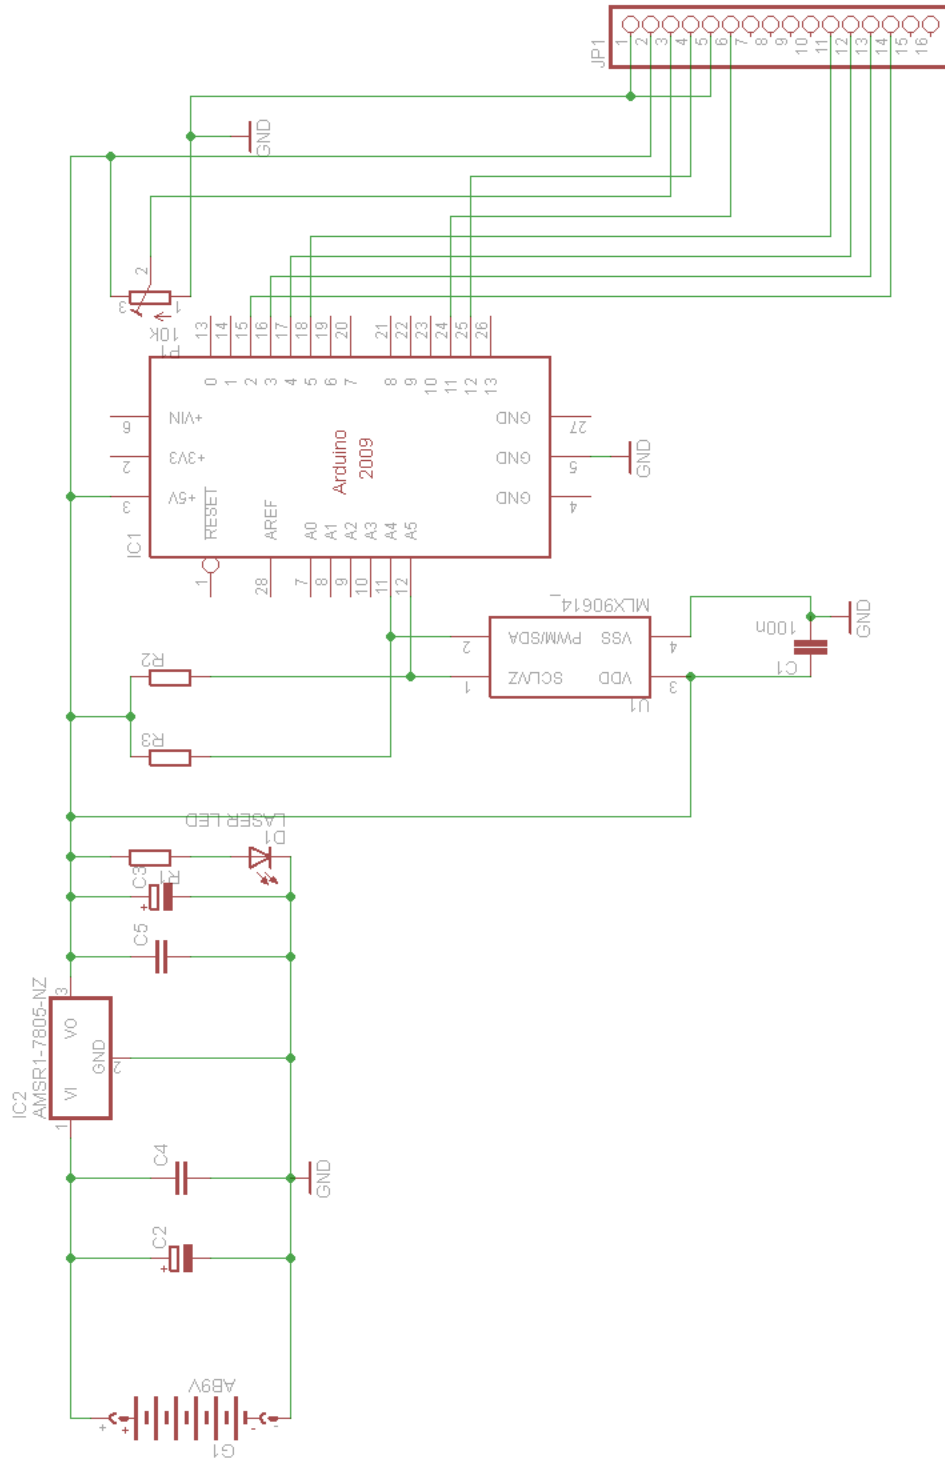 JP1
1 2 3 4 5 6 7 8 9 10 11 12 13 14 15 16
GND
2
3 1
10k
P1
13 14 15 16 17 18 19 20 21 22 23 24 25 26
0 1 2 3 4 5 6 7 8 9 10 11 12 13
6 +VIN GND 27
2 +3V3 GND 5 GND
3 +5V GND 4
Arduino
2009
IC1
RESET AREF A0 A1 A2 A3 A4 A5
1 28 7 8 9 10 11 12
MLX90614_
2 PWM/SDA VSS 4
1 SCL/VZ VDD 3
U1
100n
C1
GND
R2
R3
LASER LED
D1
R1
C3
+
C5
IC2
AMSR1-7805-NZ
3
VO
GND
2
VI
1
C4
GND
C2
+
AB9V
+ + - -
G1